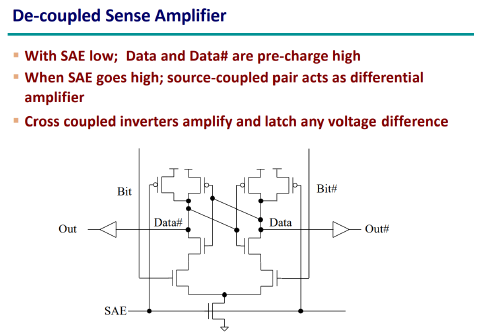 De-coupled Sense Amplifier
With SAE low;  Data and Data# are pre-charge high
When SAE goes high; source-coupled pair acts as differential
amplifier
Cross coupled inverters amplify and latch any voltage difference
Bit
Bit#
Out
Data#
Data
Out#
SAE